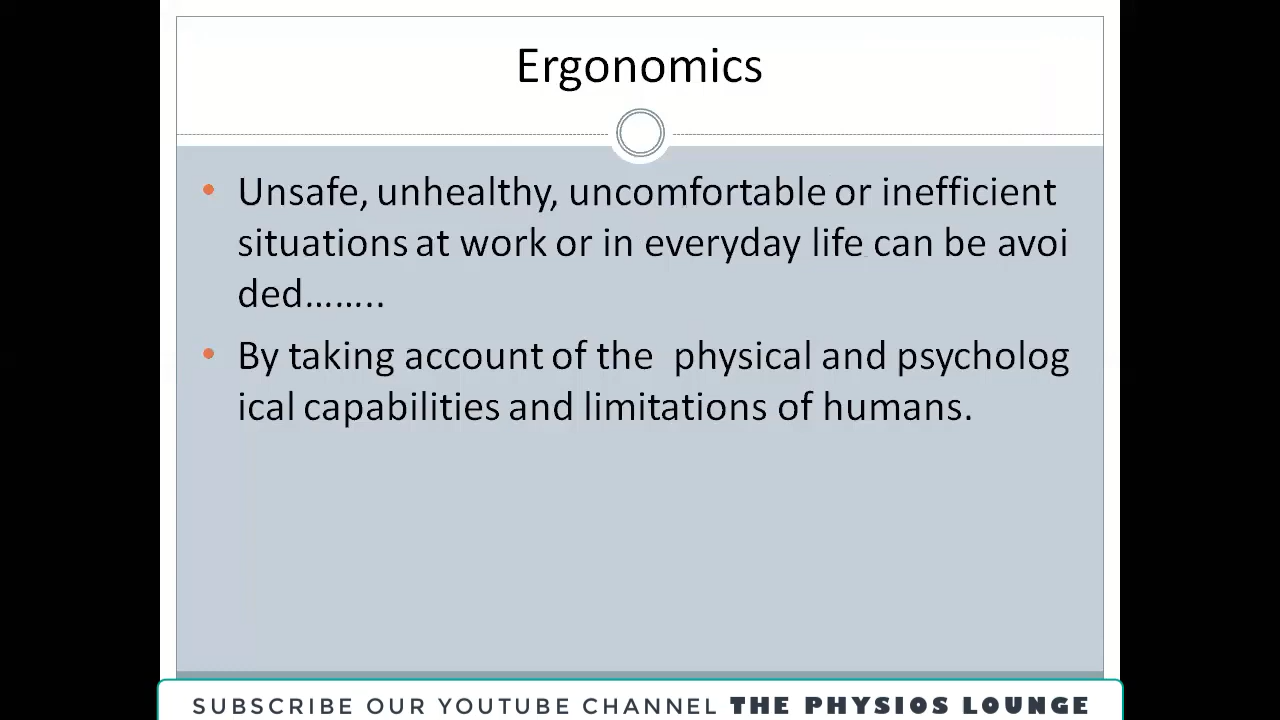 Ergonomics
• Unsafe, unhealthy, uncomfortable or inefficient
situations at work or in everyday life can be avoi
ded……..
• By taking account of the  physical and psycholog
ical capabilities and limitations of humans.
SUBSCRIBE OUR YOUTUBE CHANNEL THE PHYSIOS LOUNGE